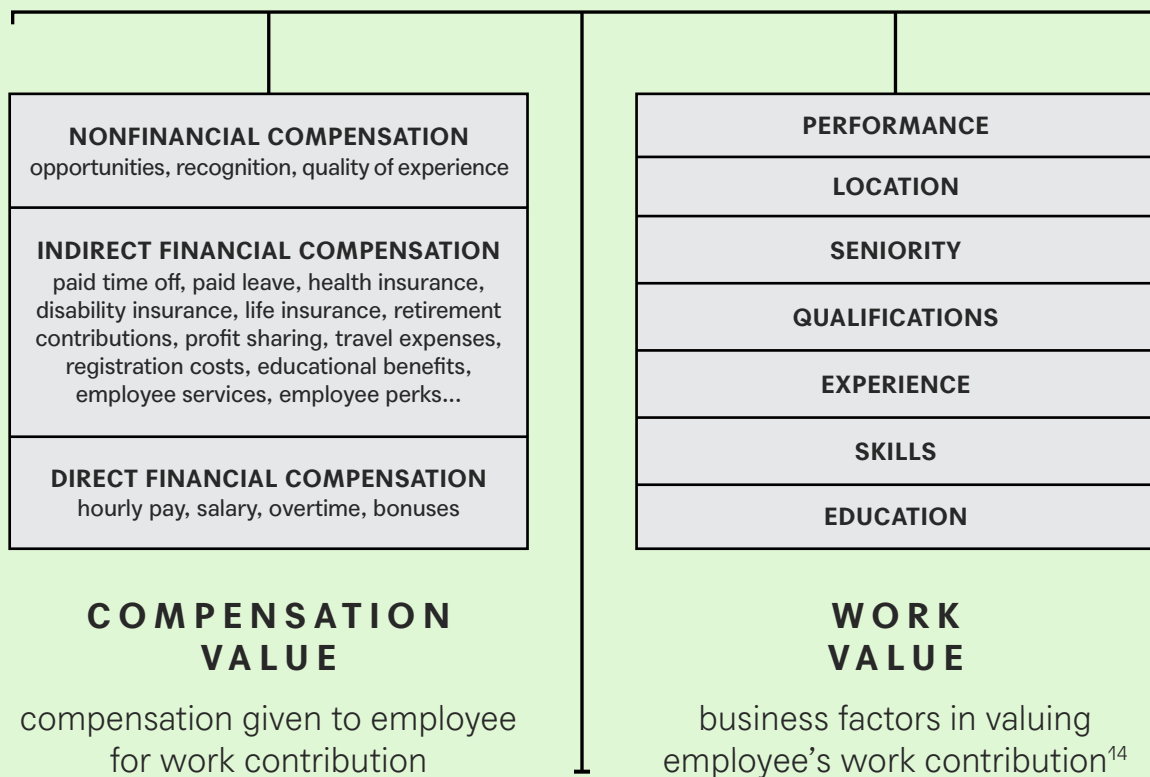 NONFINANCIAL COMPENSATION
opportunities, recognition, quality of experience
INDIRECT FINANCIAL COMPENSATION
paid time off, paid leave, health insurance,
disability insurance, life insurance, retirement
contributions, profit sharing, travel expenses,
registration costs, educational benefits,
employee services, employee perks...
DIRECT FINANCIAL COMPENSATION
hourly pay, salary, overtime, bonuses
COMPENSATION
VALUE
compensation given to employee
for work contribution
PERFORMANCE
LOCATION
SENIORITY
QUALIFICATIONS
EXPERIENCE
SKILLS
EDUCATION
WORK
VALUE
business factors in valuing
employee’s work contribution¹⁴